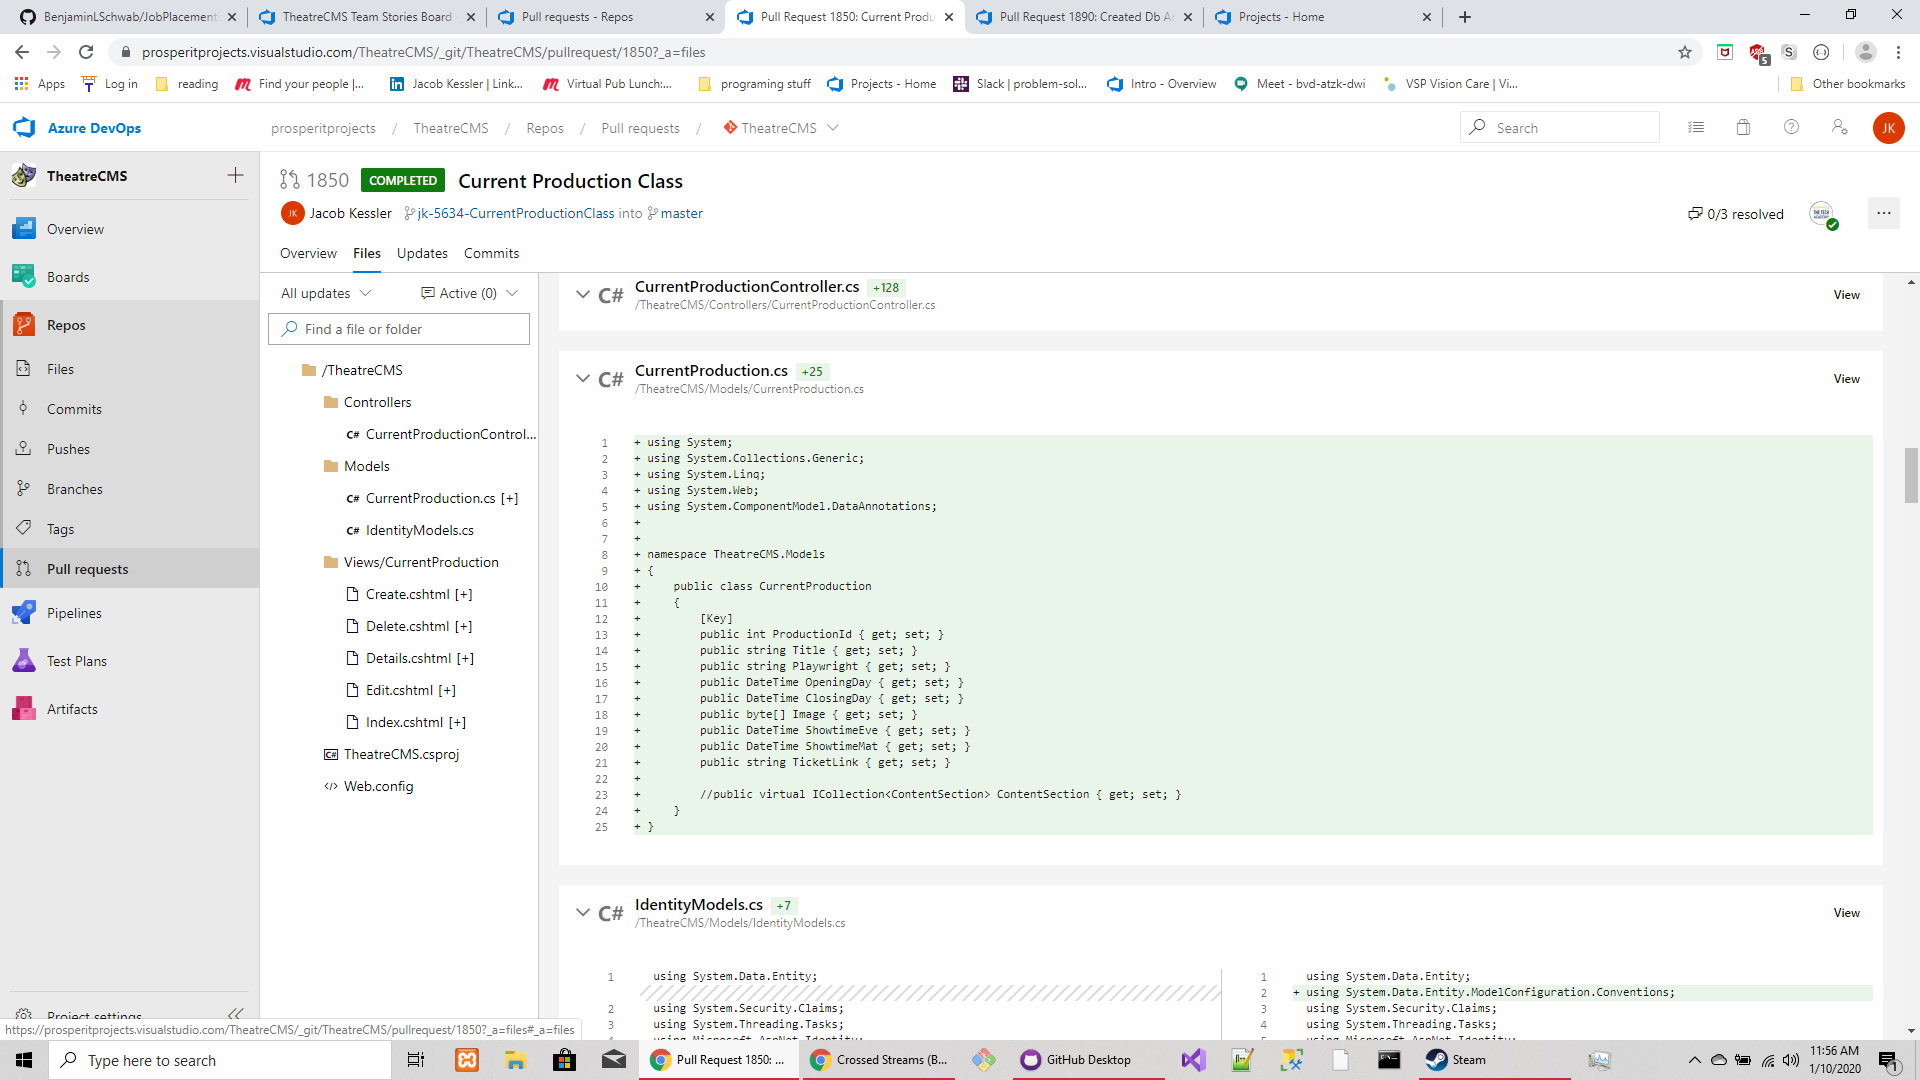 BenjaminLSchwab/JobPlacement
TheatreCMS Team Stories Board
Pull requests - Repos
Pull Request 1850: Current Produ
Pull Request 1890: Created Db A
Projects - Home
prosperitprojects.visualstudio.com/TheatreCMS/_git/TheatreCMS/pullrequest/1850?_a=files
5
S
Apps
Log in
reading
Find your people |...
Jacob Kessler | Link...
Virtual Pub Lunch:...
programing stuff
Projects - Home
Slack | problem-sol...
Intro - Overview
Meet - bvd-atzk-dwi
VSP Vision Care | Vi...
Other bookmarks
Azure DevOps
prosperitprojects / TheatreCMS / Repos / Pull requests / TheatreCMS
Search
JK
TheatreCMS
Overview
Boards
Repos
Files
Commits
Pushes
Branches
Tags
Pull requests
Pipelines
Test Plans
Artifacts
Project settings
1850 COMPLETED Current Production Class
JK Jacob Kessler jk-5634-CurrentProductionClass into master
0/3 resolved
Overview Files Updates Commits
All updates Active (0)
Find a file or folder
/TheatreCMS
Controllers
C# CurrentProductionControl...
Models
C# CurrentProduction.cs [+]
C# IdentityModels.cs
Views/CurrentProduction
Create.cshtml [+]
Delete.cshtml [+]
Details.cshtml [+]
Edit.cshtml [+]
Index.cshtml [+]
TheatreCMS.csproj
Web.config
C# CurrentProductionController.cs +128
/TheatreCMS/Controllers/CurrentProductionController.cs
View
C# CurrentProduction.cs +25
/TheatreCMS/Models/CurrentProduction.cs
View
1 + using System;
2 + using System.Collections.Generic;
3 + using System.Linq;
4 + using System.Web;
5 + using System.ComponentModel.DataAnnotations;
6 +
7 +
8 + namespace TheatreCMS.Models
9 + {
10 + public class CurrentProduction
11 + {
12 + [Key]
13 + public int ProductionId { get; set; }
14 + public string Title { get; set; }
15 + public string Playwright { get; set; }
16 + public DateTime OpeningDay { get; set; }
17 + public DateTime ClosingDay { get; set; }
18 + public byte[] Image { get; set; }
19 + public DateTime ShowtimeEve { get; set; }
20 + public DateTime ShowtimeMat { get; set; }
21 + public string TicketLink { get; set; }
22 +
23 + //public virtual ICollection<ContentSection> ContentSection { get; set; }
24 + }
25 + }
C# IdentityModels.cs +7
/TheatreCMS/Models/IdentityModels.cs
View
1 using System.Data.Entity;
2 using System.Security.Claims;
3 using System.Threading.Tasks;
1 using System.Data.Entity;
2 + using System.Data.Entity.ModelConfiguration.Conventions;
3 using System.Security.Claims;
4 using System.Threading.Tasks;
https://prosperitprojects.visualstudio.com/TheatreCMS/_git/TheatreCMS/pullrequest/1850?_a=files#_a=files
Type here to search
Pull Request 1850: ...
Crossed Streams (B...
GitHub Desktop
Steam
11:56 AM
1/10/2020
1